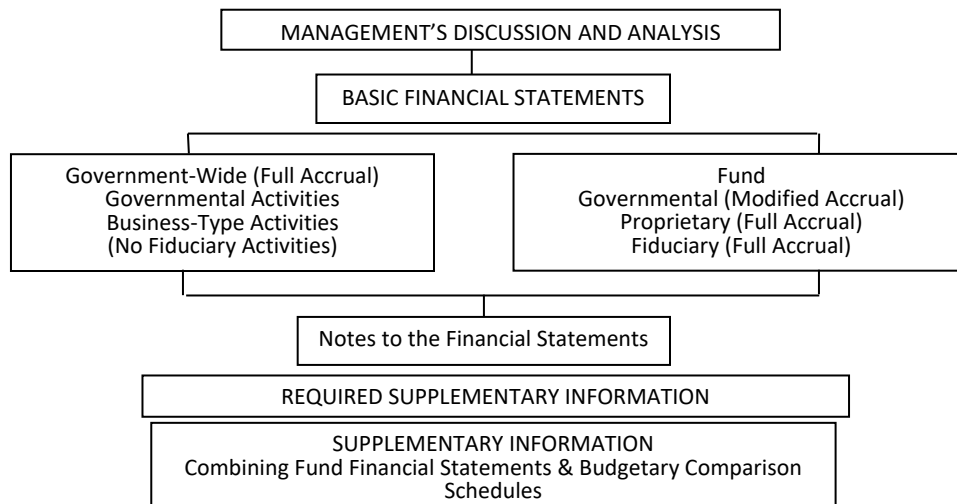 MANAGEMENT’S DISCUSSION AND ANALYSIS
BASIC FINANCIAL STATEMENTS
Government-Wide (Full Accrual)
Governmental Activities
Business-Type Activities
(No Fiduciary Activities)
Fund
Governmental (Modified Accrual)
Proprietary (Full Accrual)
Fiduciary (Full Accrual)
Notes to the Financial Statements
REQUIRED SUPPLEMENTARY INFORMATION
SUPPLEMENTARY INFORMATION
Combining Fund Financial Statements & Budgetary Comparison
Schedules